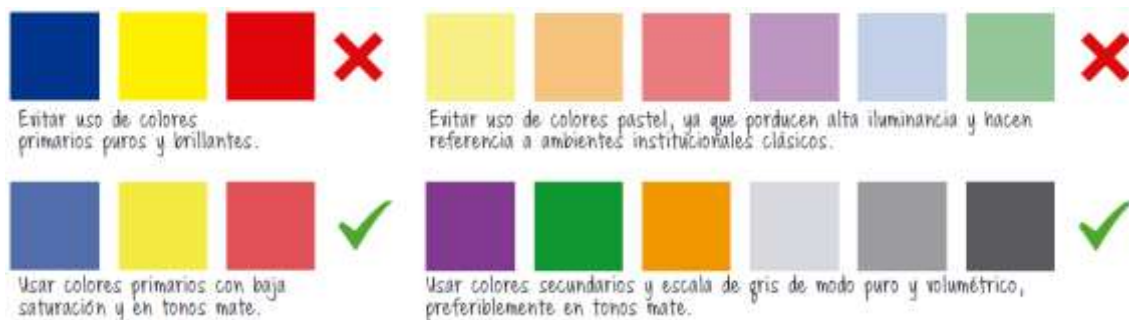 Evitar uso de colores
primarios puros y brillantes.
Evitar uso de colores pastel, ya que porducen alta iluminancia y hacen
referencia a ambientes institucionales clásicos.
Usar colores primarios con baja
saturación y en tonos mate.
Usar colores secundarios y escala de gris de modo puro y volumétrico,
preferiblemente en tonos mate.